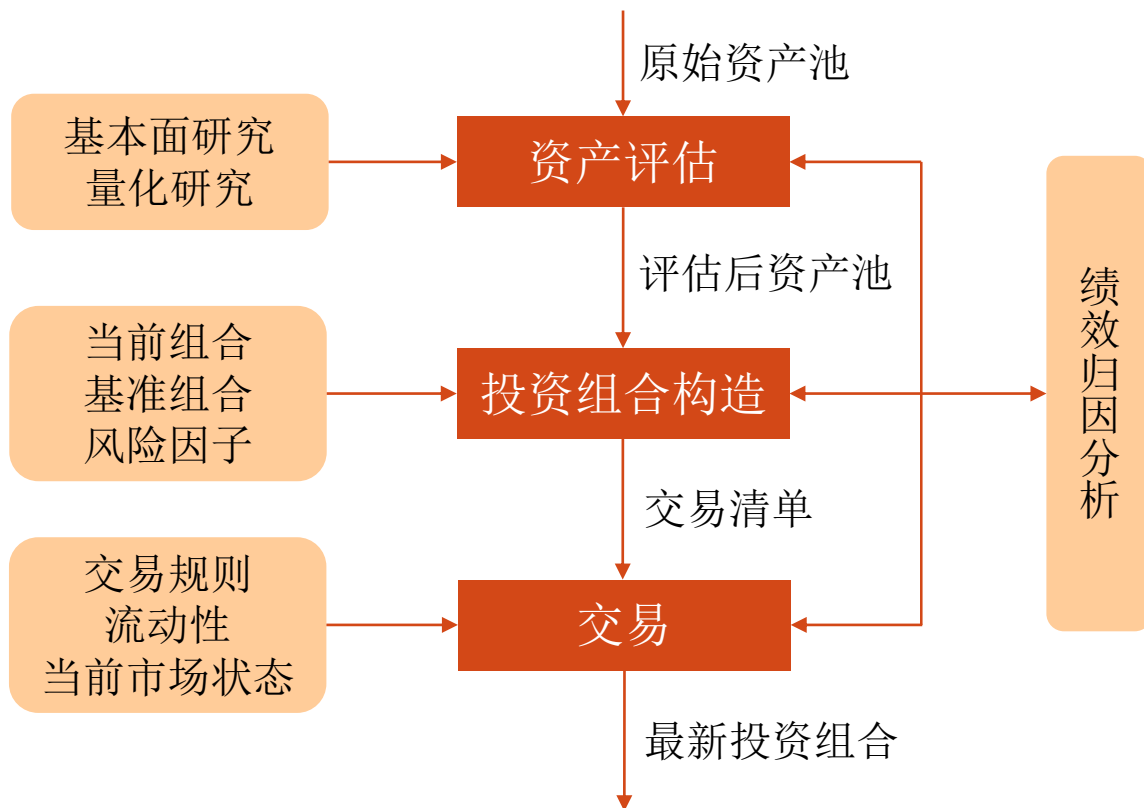 原始资产池
基本面研究
量化研究
资产评估
评估后资产池
当前组合
基准组合
风险因子
投资组合构造
绩效归因分析
交易清单
交易规则
流动性
当前市场状态
交易
最新投资组合